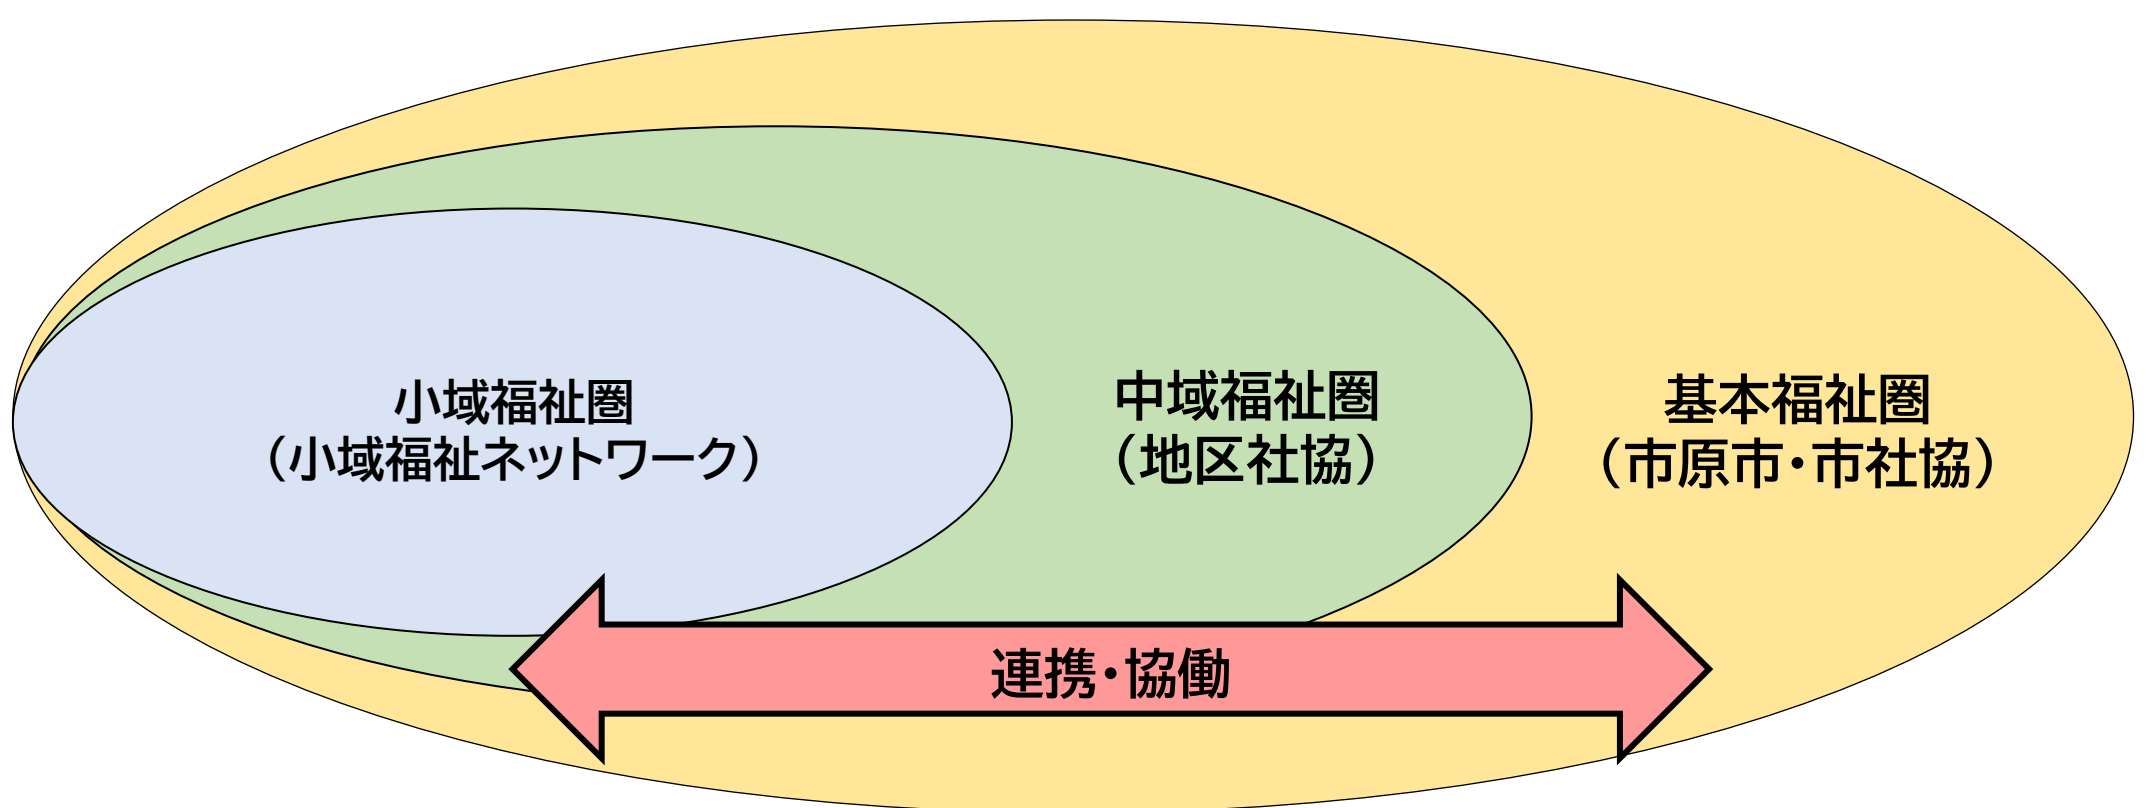 小域福祉圏
（小域福祉ネットワーク）
中域福祉圏
（地区社協）
基本福祉圏
（市原市・市社協）
連携・協働